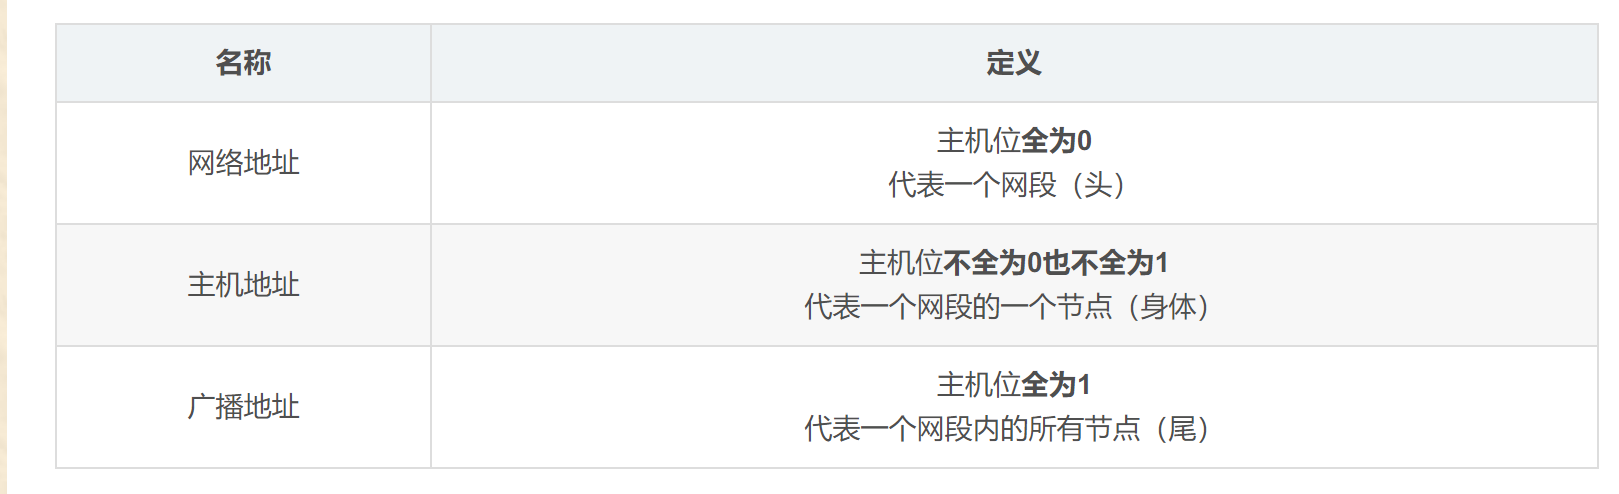 名称
定义
网络地址
主机位全为0
代表一个网段（头）
主机地址
主机位不全为0也不全为1
代表一个网段的一个节点（身体）
广播地址
主机位全为1
代表一个网段内的所有节点（尾）